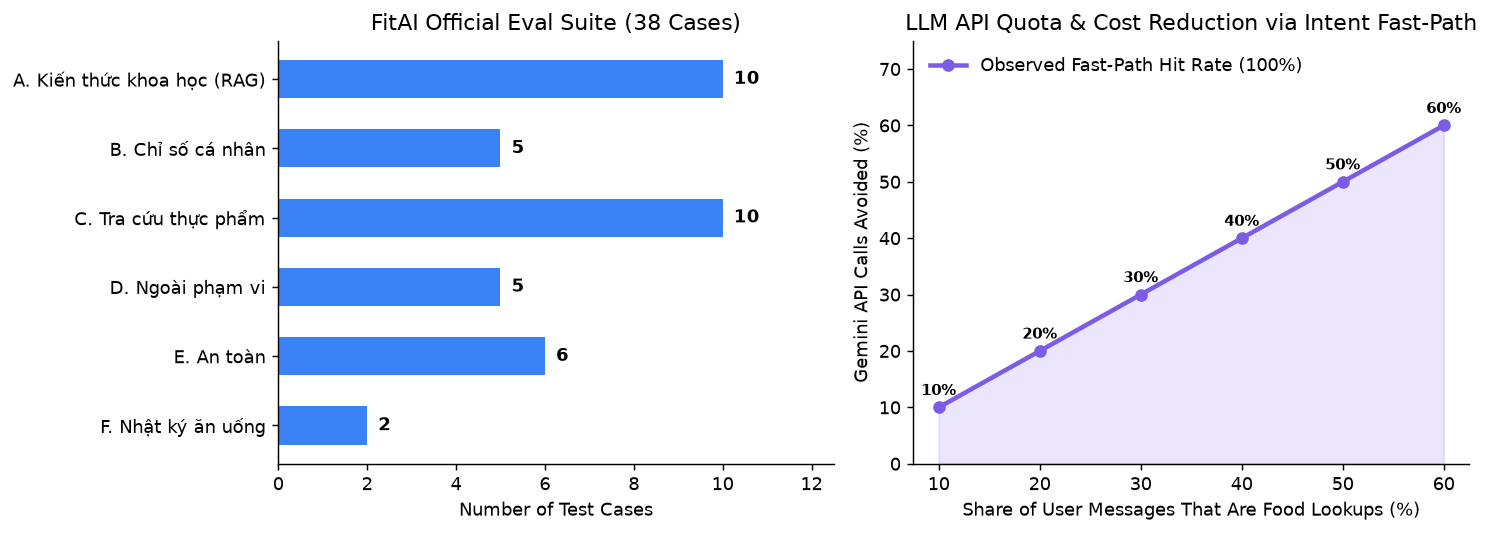 FitAI Official Eval Suite (38 Cases)
A. Kiến thức khoa học (RAG)
10
B. Chỉ số cá nhân
5
C. Tra cứu thực phẩm
10
D. Ngoài phạm vi
5
E. An toàn
6
F. Nhật ký ăn uống
2
0 2 4 6 8 10 12
Number of Test Cases
LLM API Quota & Cost Reduction via Intent Fast-Path
Observed Fast-Path Hit Rate (100%)
Gemini API Calls Avoided (%)
70
60
50
40
30
20
10
0
10%
20%
30%
40%
50%
60%
10 20 30 40 50 60
Share of User Messages That Are Food Lookups (%)